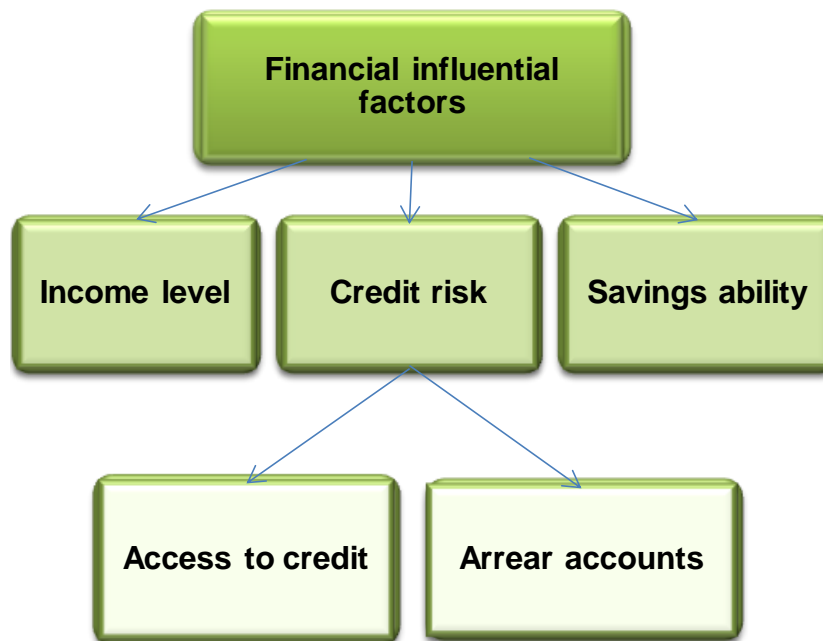 Financial influential
factors
Income level
Credit risk
Savings ability
Access to credit
Arrear accounts